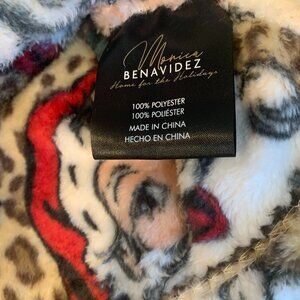 Monica
BENAVIDEZ
Home for the Holidays
100% POLYESTER
100% POLIÉSTER
MADE IN CHINA
HECHO EN CHINA